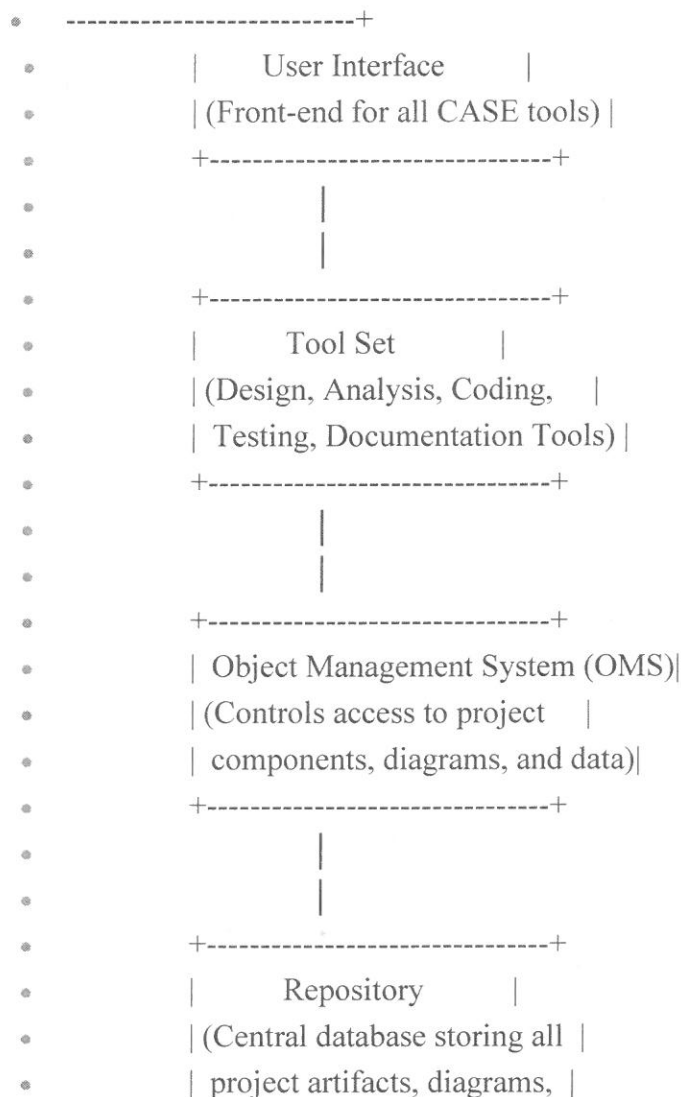 • --------------------------+
• | User Interface |
• | (Front-end for all CASE tools) |
• +--------------------------------+
• |
• |
• +--------------------------------+
• | Tool Set |
• | (Design, Analysis, Coding, |
• | Testing, Documentation Tools) |
• +--------------------------------+
• |
• |
• +--------------------------------+
• | Object Management System (OMS)|
• | (Controls access to project |
• | components, diagrams, and data)|
• +--------------------------------+
• |
• |
• +--------------------------------+
• | Repository |
• | (Central database storing all |
• | project artifacts, diagrams, |